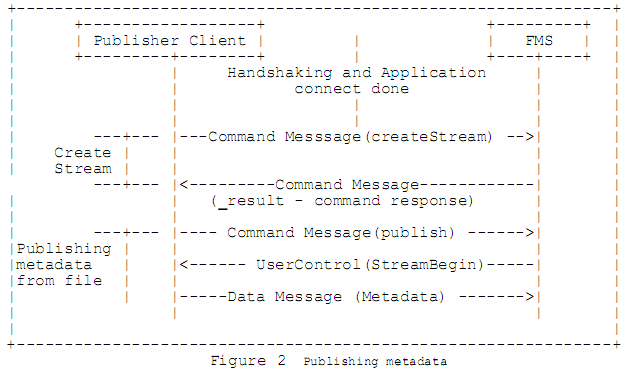 Publisher Client FMS
Handshaking and Application
connect done
Command Messsage(createStream)
Create
Stream
Command Message
(_result - command response)
Command Message(publish)
Publishing
metadata
from file
UserControl(StreamBegin)
Data Message (Metadata)
Figure 2 Publishing metadata